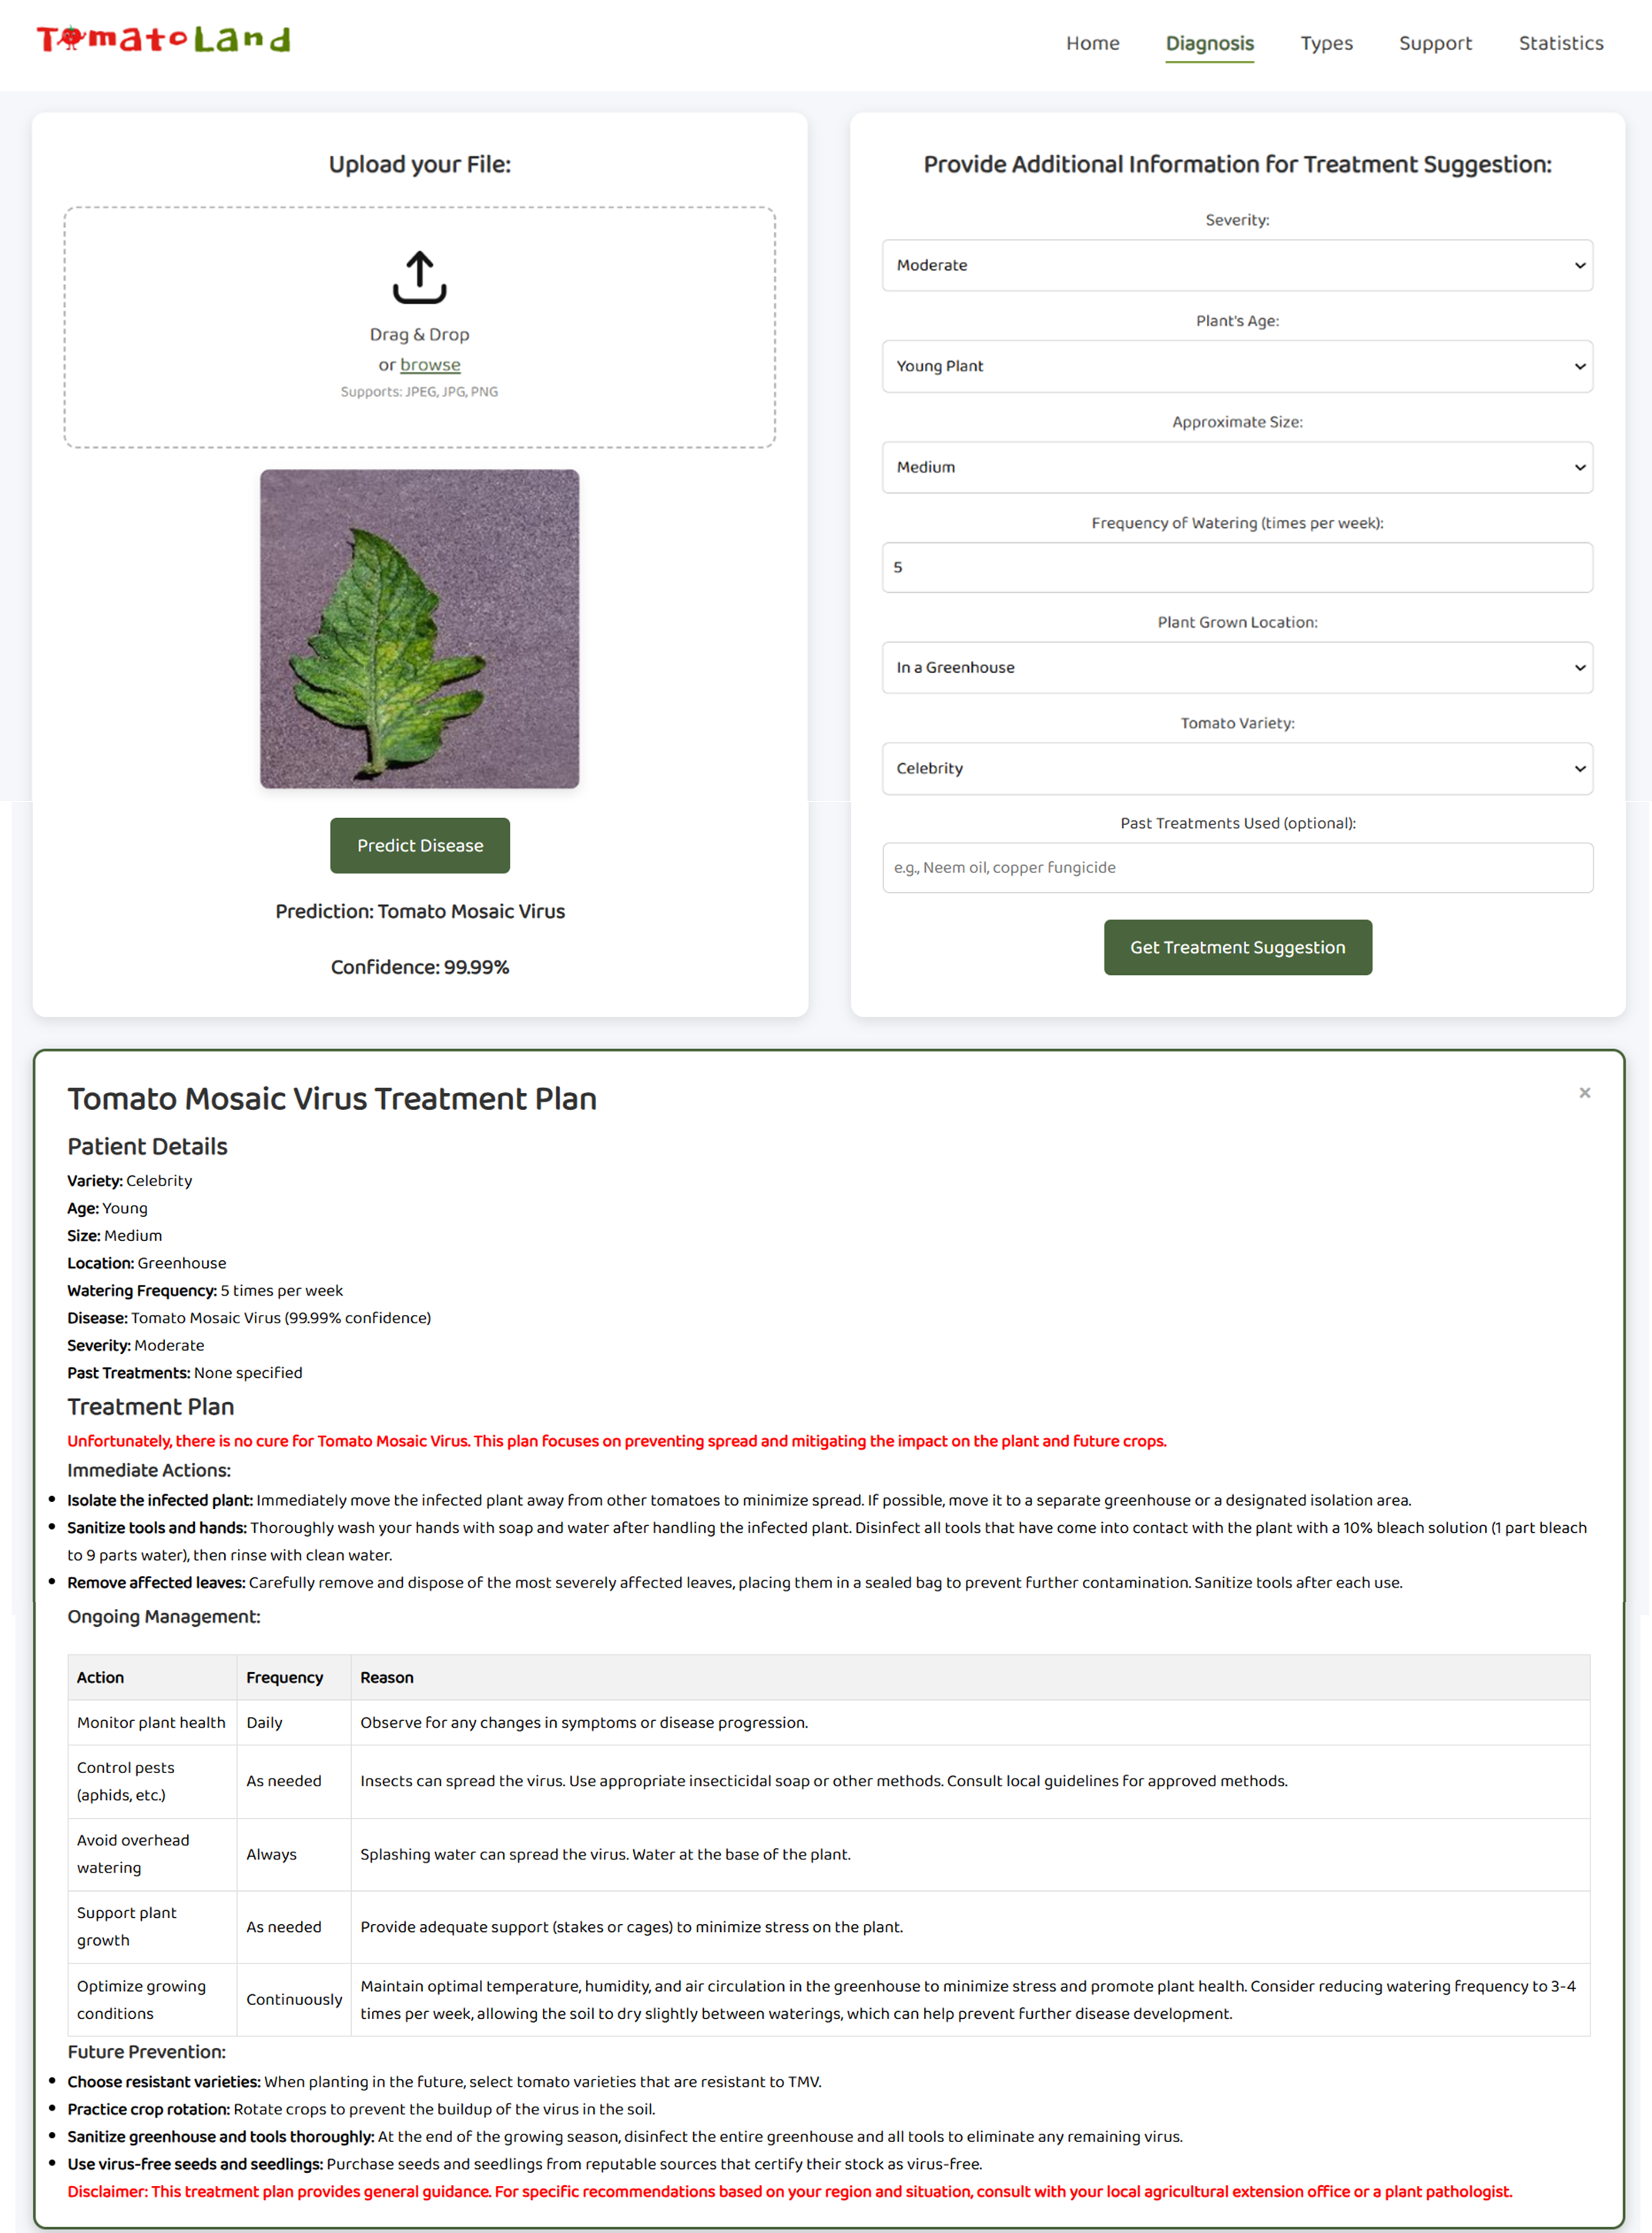 TomatoLand
Home
Diagnosis
Types
Support
Statistics
Upload your File:
Drag & Drop
or browse
Supports: JPEG, JPG, PNG
Predict Disease
Prediction: Tomato Mosaic Virus
Confidence: 99.99%
Provide Additional Information for Treatment Suggestion:
Severity:
Moderate
Plant's Age:
Young Plant
Approximate Size:
Medium
Frequency of Watering (times per week):
5
Plant Grown Location:
In a Greenhouse
Tomato Variety:
Celebrity
Past Treatments Used (optional):
e.g., Neem oil, copper fungicide
Get Treatment Suggestion
Tomato Mosaic Virus Treatment Plan
×
Patient Details
Variety: Celebrity
Age: Young
Size: Medium
Location: Greenhouse
Watering Frequency: 5 times per week
Disease: Tomato Mosaic Virus (99.99% confidence)
Severity: Moderate
Past Treatments: None specified
Treatment Plan
Unfortunately, there is no cure for Tomato Mosaic Virus. This plan focuses on preventing spread and mitigating the impact on the plant and future crops.
Immediate Actions:
• Isolate the infected plant: Immediately move the infected plant away from other tomatoes to minimize spread. If possible, move it to a separate greenhouse or a designated isolation area.
• Sanitize tools and hands: Thoroughly wash your hands with soap and water after handling the infected plant. Disinfect all tools that have come into contact with the plant with a 10% bleach solution (1 part bleach
to 9 parts water), then rinse with clean water.
• Remove affected leaves: Carefully remove and dispose of the most severely affected leaves, placing them in a sealed bag to prevent further contamination. Sanitize tools after each use.
Ongoing Management:
Action Frequency Reason
Monitor plant health Daily Observe for any changes in symptoms or disease progression.
Control pests
(aphids, etc.)
As needed
Insects can spread the virus. Use appropriate insecticidal soap or other methods. Consult local guidelines for approved methods.
Avoid overhead
watering
Always
Splashing water can spread the virus. Water at the base of the plant.
Support plant
growth
As needed
Provide adequate support (stakes or cages) to minimize stress on the plant.
Optimize growing
conditions
Continuously
Maintain optimal temperature, humidity, and air circulation in the greenhouse to minimize stress and promote plant health. Consider reducing watering frequency to 3-4
times per week, allowing the soil to dry slightly between waterings, which can help prevent further disease development.
Future Prevention:
• Choose resistant varieties: When planting in the future, select tomato varieties that are resistant to TMV.
• Practice crop rotation: Rotate crops to prevent the buildup of the virus in the soil.
• Sanitize greenhouse and tools thoroughly: At the end of the growing season, disinfect the entire greenhouse and all tools to eliminate any remaining virus.
• Use virus-free seeds and seedlings: Purchase seeds and seedlings from reputable sources that certify their stock as virus-free.
Disclaimer: This treatment plan provides general guidance. For specific recommendations based on your region and situation, consult with your local agricultural extension office or a plant pathologist.